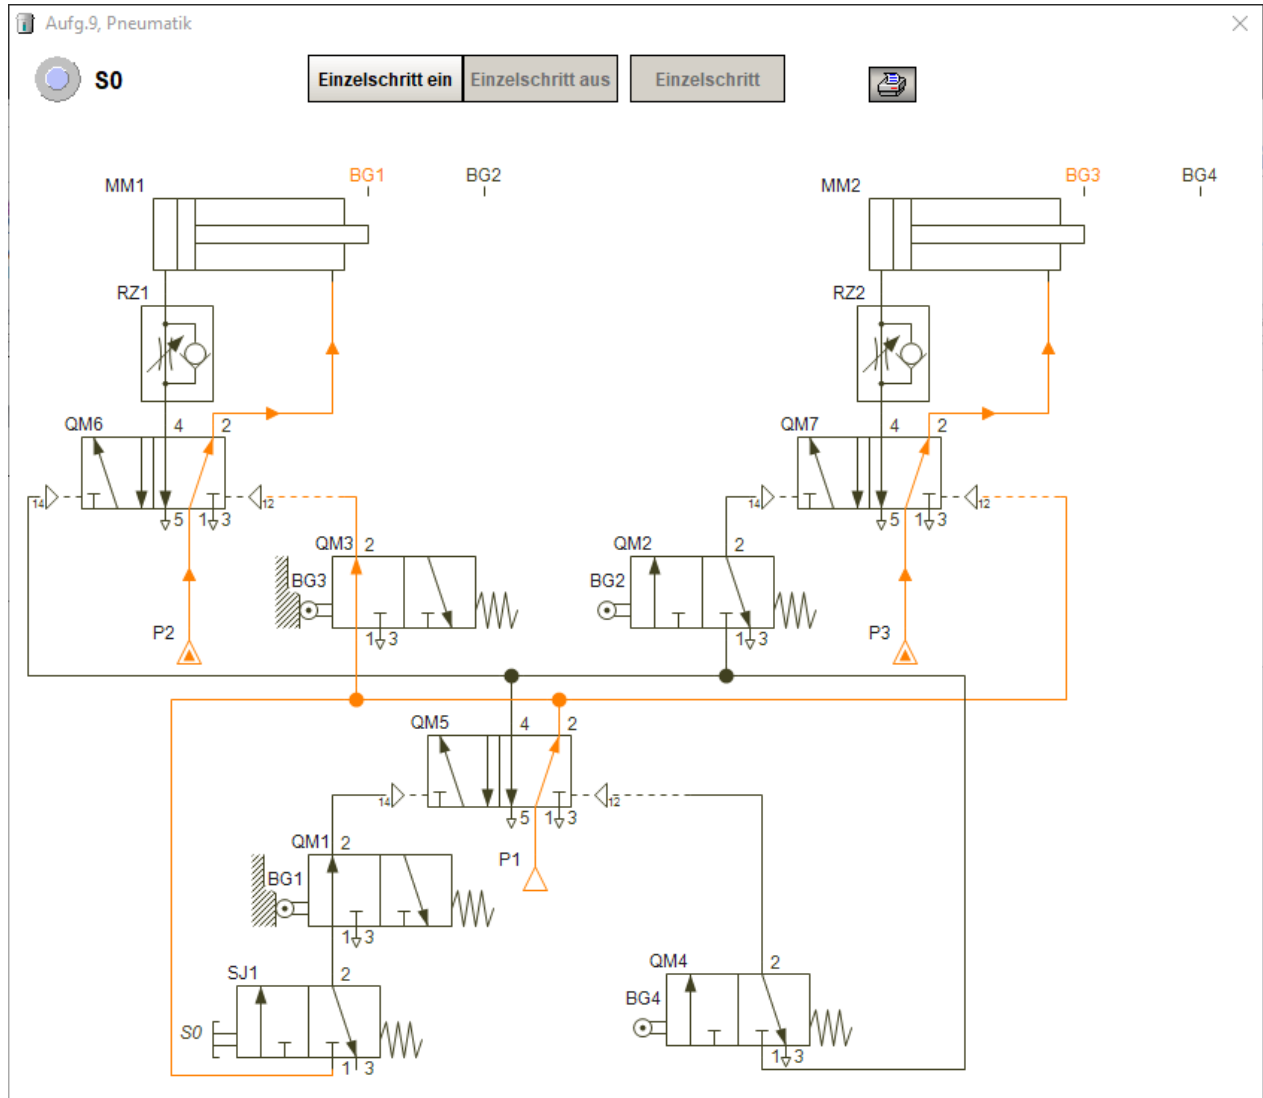 Aufg.9, Pneumatik
S0 Einzelschritt ein Einzelschritt aus Einzelschritt
BG1 BG2 BG3 BG4
MM1 MM2
RZ1 RZ2
QM6 4 2 QM7 4 2
14 12 14 12
5 1 3 5 1 3
QM3 2 QM2 2
BG3 BG2
P2 1 3 1 3 P3
QM5 4 2
14 12
5 1 3
QM1 2 P1
BG1
1 3
SJ1 2 QM4 2
BG4
S0
1 3 1 3